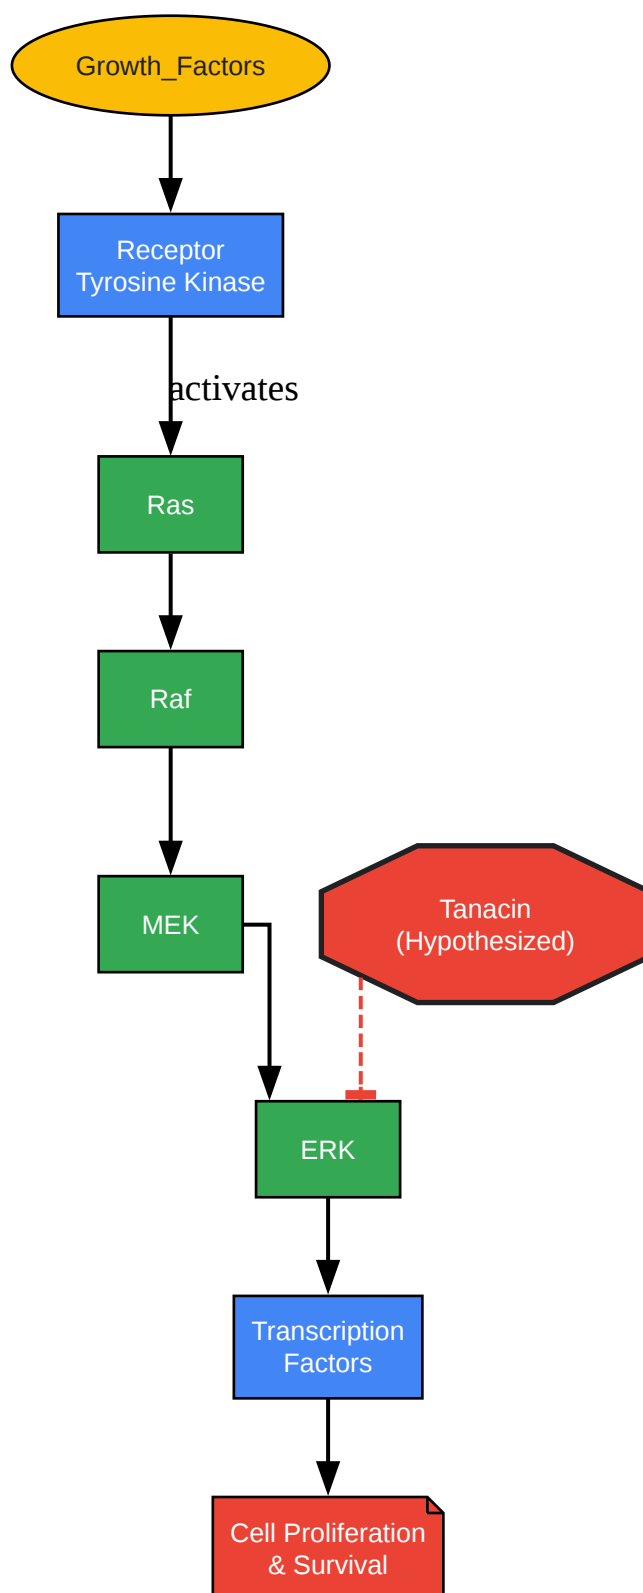 Growth_Factors
Receptor
Tyrosine Kinase
activates
Ras
Raf
MEK
Tanacin
(Hypothesized)
ERK
Transcription
Factors
Cell Proliferation
& Survival